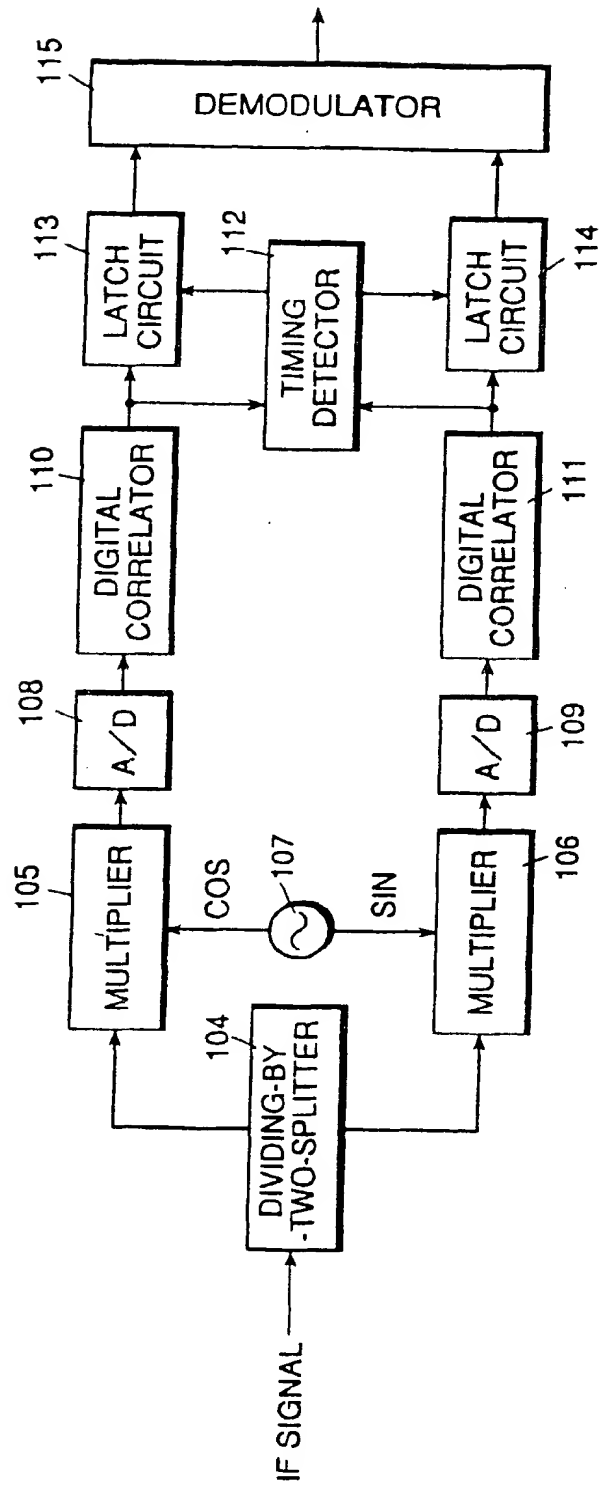 IF SIGNAL
104
DIVIDING-BY
-TWO-SPLITTER
105
MULTIPLIER
COS
107
SIN
MULTIPLIER
106
108
A/D
A/D
109
110
DIGITAL
CORRELATOR
DIGITAL
CORRELATOR
111
113
LATCH
CIRCUIT
112
TIMING
DETECTOR
LATCH
CIRCUIT
114
115
DEMODULATOR